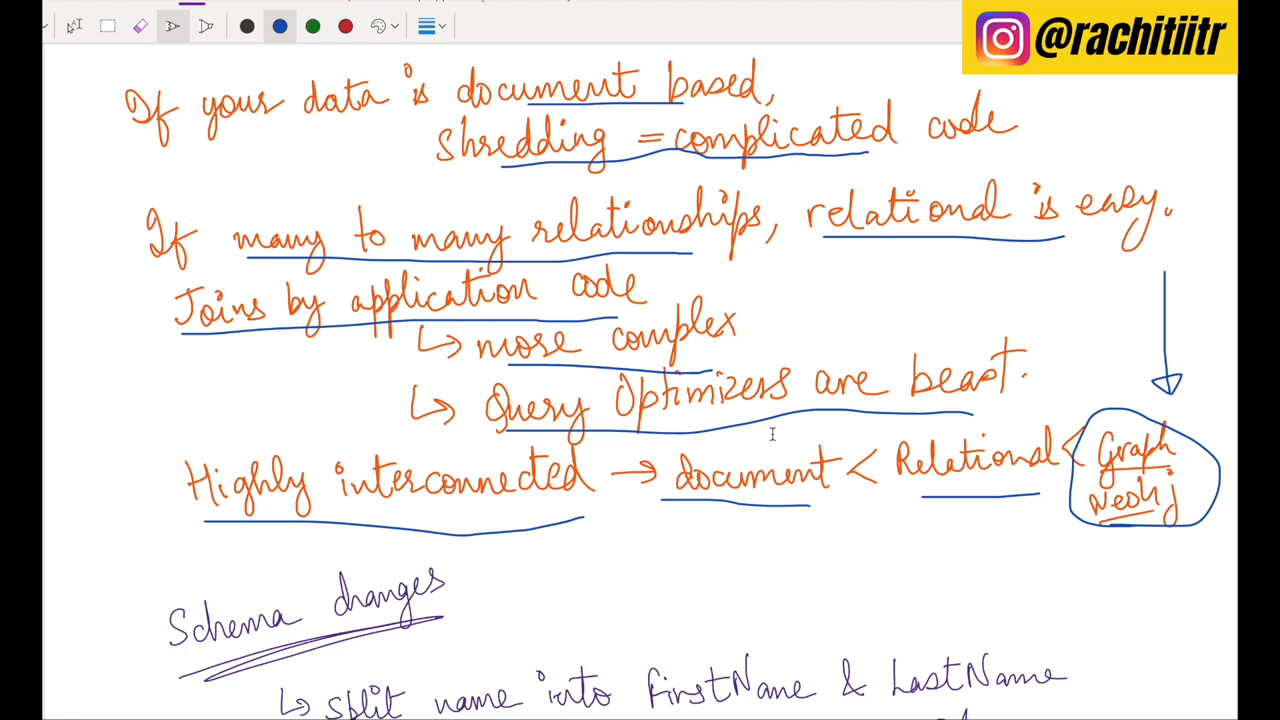 @rachitiitr
If your data is document based,
shredding = complicated code
If many to many relationships, relational is easy.
Joins by application code
↳ more complex
↳ Query Optimizers are beast.
Highly interconnected → document < Relational < Graph
Neo4j
Schema changes
↳ split name into FirstName & LastName